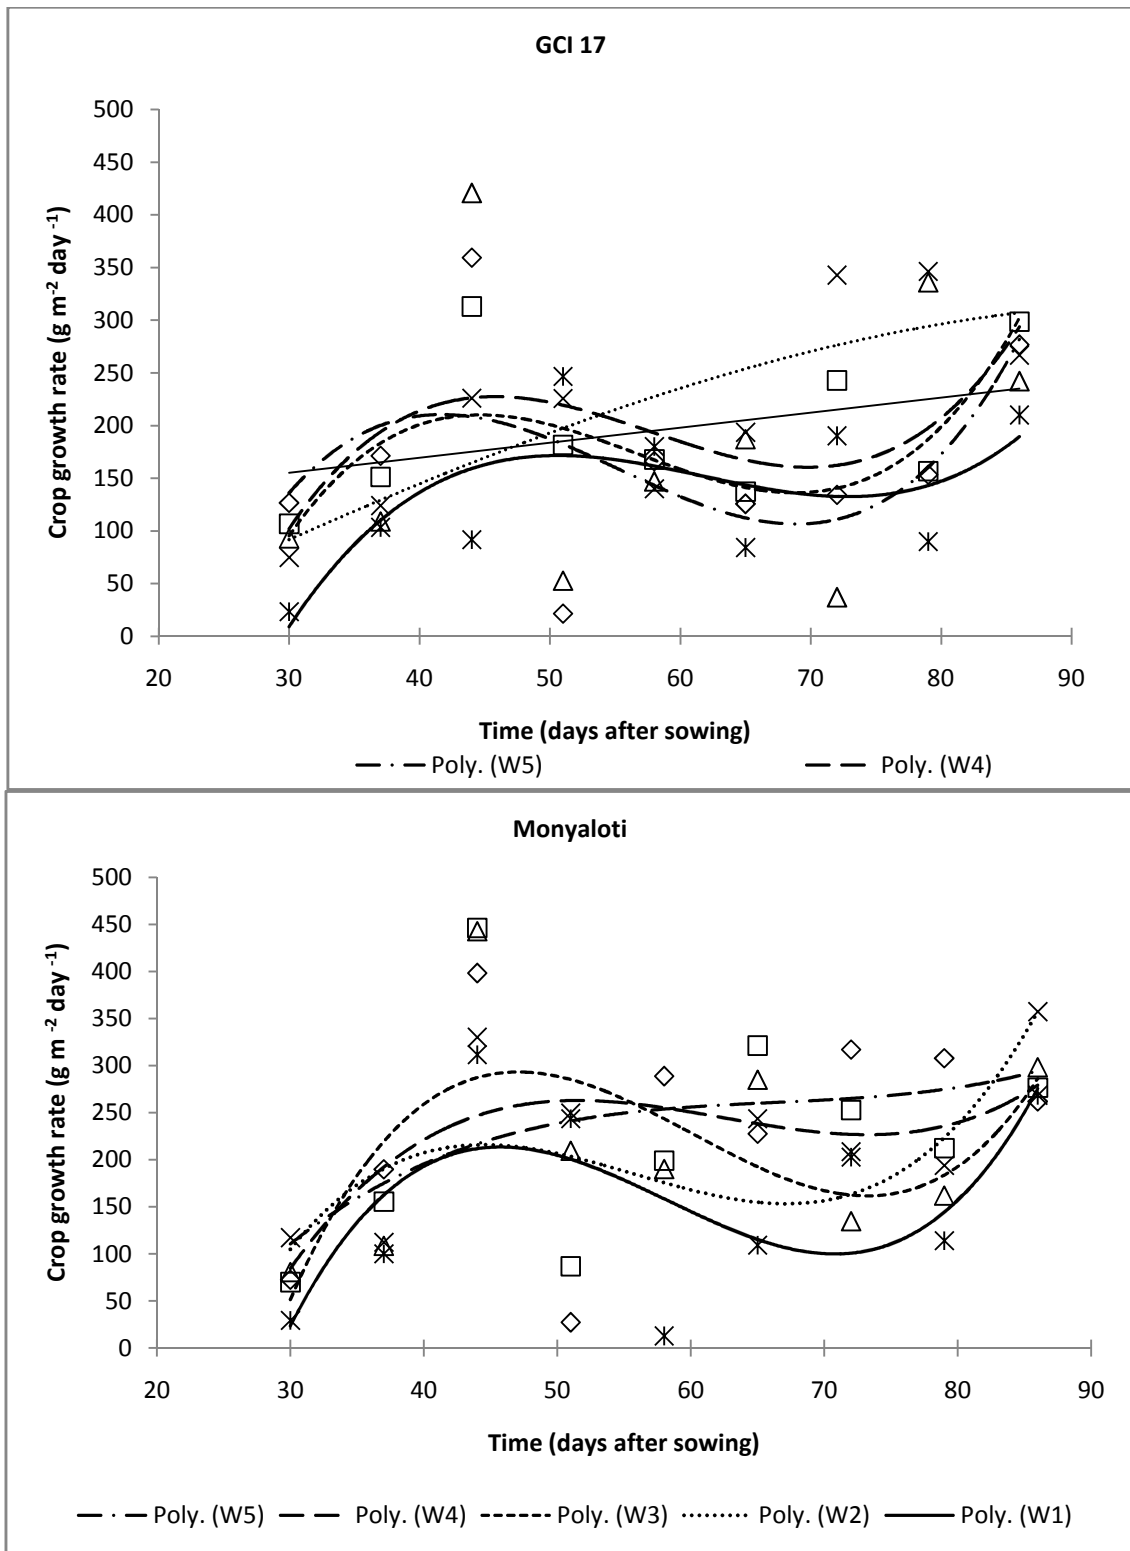 GCI 17
500
450
400
350
300
250
200
150
100
50
0
Crop growth rate (g m-2 day -1)
20 30 40 50 60 70 80 90
Time (days after sowing)
Poly. (W5) Poly. (W4)
Monyaloti
500
450
400
350
300
250
200
150
100
50
0
Crop growth rate (g m -2 day -1)
20 30 40 50 60 70 80 90
Time (days after sowing)
Poly. (W5) Poly. (W4) Poly. (W3) Poly. (W2) Poly. (W1)